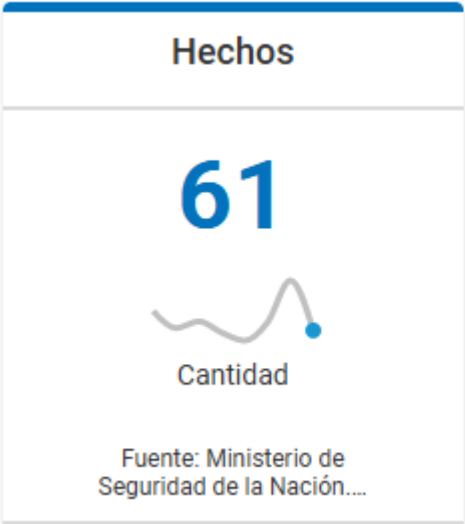 Hechos
61
Cantidad
Fuente: Ministerio de
Seguridad de la Nación....